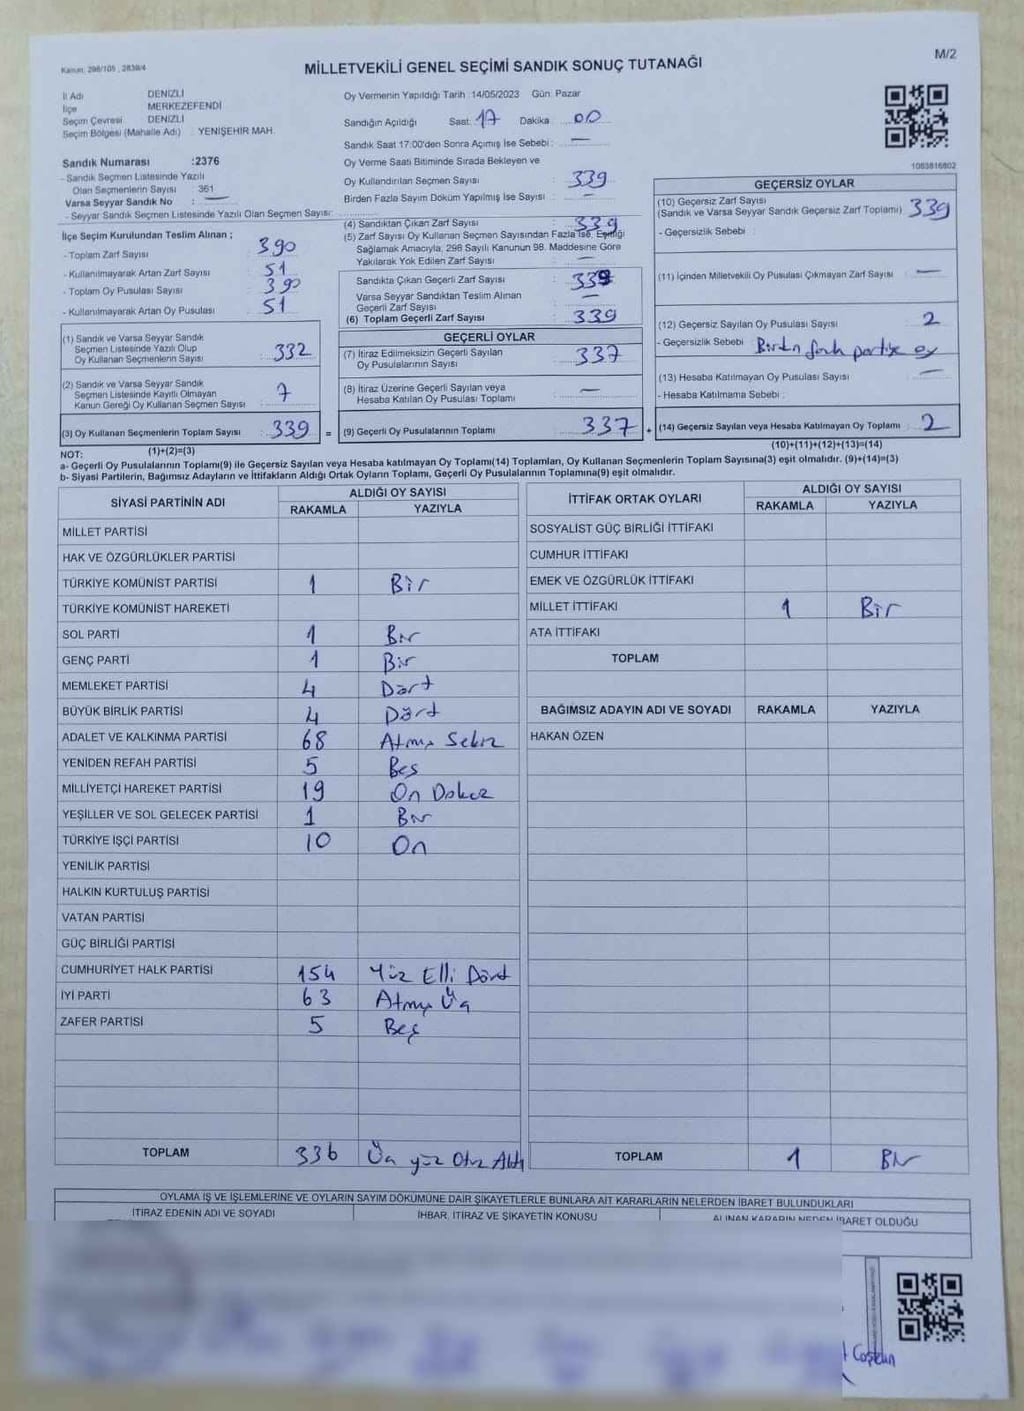 Kanun: 298/105 , 2839/4
MİLLETVEKİLİ GENEL SEÇİMİ SANDIK SONUÇ TUTANAĞI
M/2
İl Adı DENİZLİ
İlçe MERKEZEFENDİ
Seçim Çevresi DENİZLİ
Seçim Bölgesi (Mahalle Adı) : YENİŞEHİR MAH.
Sandık Numarası :2376
- Sandık Seçmen Listesinde Yazılı
Olan Seçmenlerin Sayısı : 361
Varsa Seyyar Sandık No : —
- Seyyar Sandık Seçmen Listesinde Yazılı Olan Seçmen Sayısı:
İlçe Seçim Kurulundan Teslim Alınan ;
- Toplam Zarf Sayısı 390
- Kullanılmayarak Artan Zarf Sayısı 51
- Toplam Oy Pusulası Sayısı 390
- Kullanılmayarak Artan Oy Pusulası 51
Oy Vermenin Yapıldığı Tarih :14/05/2023 Gün: Pazar
Sandığın Açıldığı Saat: 17 Dakika 00
Sandık Saat 17:00'den Sonra Açılmış İse Sebebi : —
Oy Verme Saati Bitiminde Sırada Bekleyen ve
Oy Kullandırılan Seçmen Sayısı : 339
Birden Fazla Sayım Döküm Yapılmış İse Sayısı : —
(4) Sandıktan Çıkan Zarf Sayısı : 339
(5) Zarf Sayısı Oy Kullanan Seçmen Sayısından Fazla İse, Eşitliği
Sağlamak Amacıyla, 298 Sayılı Kanunun 98. Maddesine Göre
Yakılarak Yok Edilen Zarf Sayısı : —
Sandıkta Çıkan Geçerli Zarf Sayısı : 339
Varsa Seyyar Sandıktan Teslim Alınan
Geçerli Zarf Sayısı : —
(6) Toplam Geçerli Zarf Sayısı : 339
1083816802
GEÇERSİZ OYLAR
(10) Geçersiz Zarf Sayısı
(Sandık ve Varsa Seyyar Sandık Geçersiz Zarf Toplamı) 339
- Geçersizlik Sebebi :
(11) İçinden Milletvekili Oy Pusulası Çıkmayan Zarf Sayısı : —
(12) Geçersiz Sayılan Oy Pusulası Sayısı 2
- Geçersizlik Sebebi : Birden fazla partiye oy
(13) Hesaba Katılmayan Oy Pusulası Sayısı —
- Hesaba Katılmama Sebebi :
(1) Sandık ve Varsa Seyyar Sandık
Seçmen Listesinde Yazılı Olup
Oy Kullanan Seçmenlerin Sayısı : 332
(2) Sandık ve Varsa Seyyar Sandık
Seçmen Listesinde Kayıtlı Olmayan
Kanun Gereği Oy Kullanan Seçmen Sayısı 7
GEÇERLİ OYLAR
(7) İtiraz Edilmeksizin Geçerli Sayılan
Oy Pusulalarının Sayısı : 337
(8) İtiraz Üzerine Geçerli Sayılan veya
Hesaba Katılan Oy Pusulası Toplamı : —
(3) Oy Kullanan Seçmenlerin Toplam Sayısı : 339 = (9) Geçerli Oy Pusulalarının Toplamı : 337 + (14) Geçersiz Sayılan veya Hesaba Katılmayan Oy Toplamı : 2
NOT: (1)+(2)=(3) (10)+(11)+(12)+(13)=(14)
a- Geçerli Oy Pusulalarının Toplamı(9) ile Geçersiz Sayılan veya Hesaba katılmayan Oy Toplamı(14) Toplamları, Oy Kullanan Seçmenlerin Toplam Sayısına(3) eşit olmalıdır. (9)+(14)=(3)
b- Siyasi Partilerin, Bağımsız Adayların ve İttifakların Aldığı Ortak Oyların Toplamı, Geçerli Oy Pusulalarının Toplamına(9) eşit olmalıdır.
SİYASİ PARTİNİN ADI ALDIĞI OY SAYISI
RAKAMLA YAZIYLA
MİLLET PARTİSİ
HAK VE ÖZGÜRLÜKLER PARTİSİ
TÜRKİYE KOMÜNİST PARTİSİ 1 Bir
TÜRKİYE KOMÜNİST HAREKETİ
SOL PARTİ 1 Bir
GENÇ PARTİ 1 Bir
MEMLEKET PARTİSİ 4 Dört
BÜYÜK BİRLİK PARTİSİ 4 Dört
ADALET VE KALKINMA PARTİSİ 68 Atmış Sekiz
YENİDEN REFAH PARTİSİ 5 Beş
MİLLİYETÇİ HAREKET PARTİSİ 19 On Dokuz
YEŞİLLER VE SOL GELECEK PARTİSİ 1 Bir
TÜRKİYE İŞÇİ PARTİSİ 10 On
YENİLİK PARTİSİ
HALKIN KURTULUŞ PARTİSİ
VATAN PARTİSİ
GÜÇ BİRLİĞİ PARTİSİ
CUMHURİYET HALK PARTİSİ 154 Yüz Elli Dört
İYİ PARTİ 63 Atmış Üç
ZAFER PARTİSİ 5 Beş
TOPLAM 336 Üç yüz Otuz Altı
İTTİFAK ORTAK OYLARI ALDIĞI OY SAYISI
RAKAMLA YAZIYLA
SOSYALİST GÜÇ BİRLİĞİ İTTİFAKI
CUMHUR İTTİFAKI
EMEK VE ÖZGÜRLÜK İTTİFAKI
MİLLET İTTİFAKI 1 Bir
ATA İTTİFAKI
TOPLAM
BAĞIMSIZ ADAYIN ADI VE SOYADI RAKAMLA YAZIYLA
HAKAN ÖZEN
TOPLAM 1 Bir
OYLAMA İŞ VE İŞLEMLERİNE VE OYLARIN SAYIM DÖKÜMÜNE DAİR ŞİKAYETLERLE BUNLARA AİT KARARLARIN NELERDEN İBARET BULUNDUKLARI
İTİRAZ EDENİN ADI VE SOYADI
İHBAR, İTİRAZ VE ŞİKAYETİN KONUSU
ALINAN KARARIN NEDEN İBARET OLDUĞU